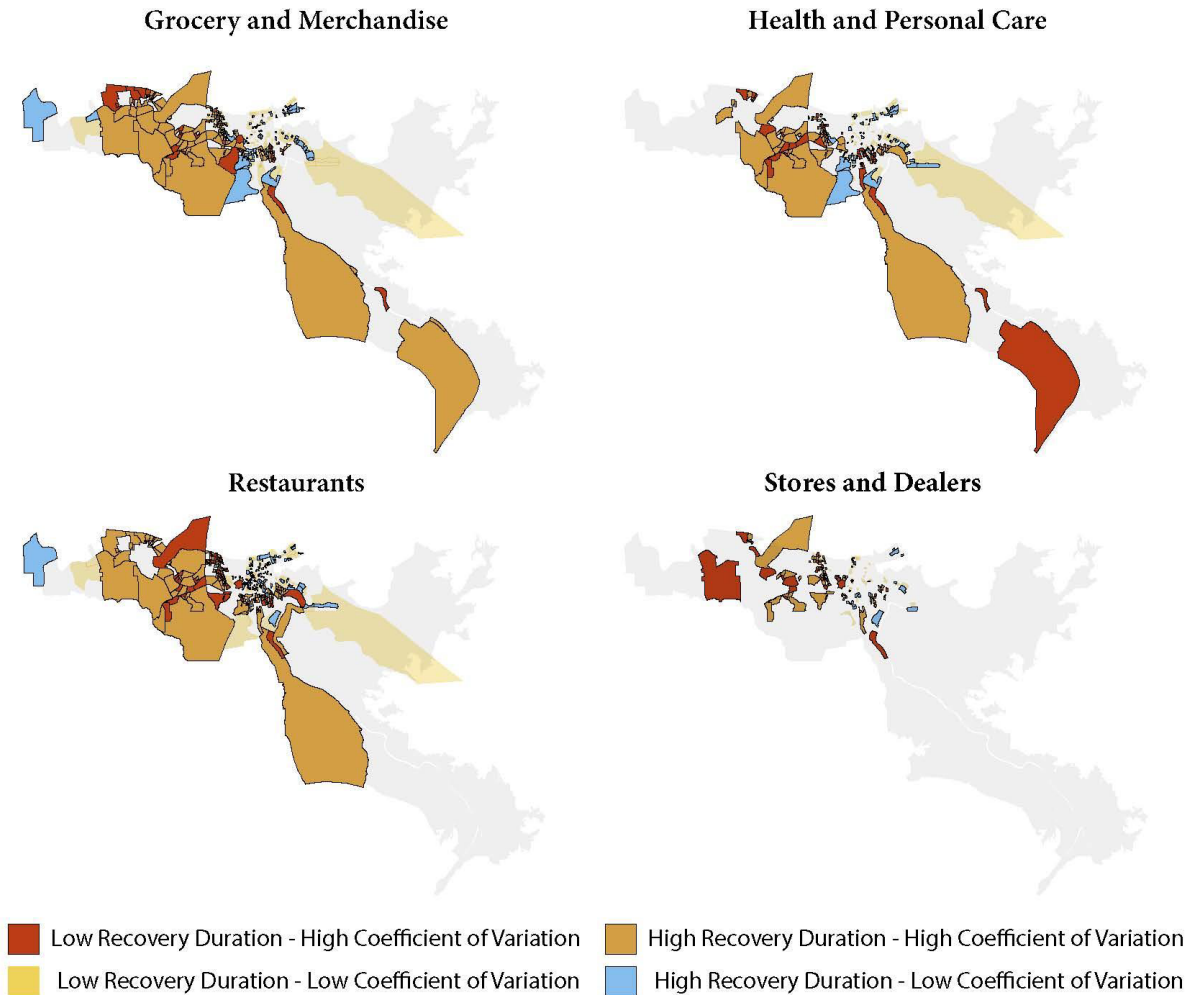 Grocery and Merchandise
Health and Personal Care
Restaurants
Stores and Dealers
Low Recovery Duration - High Coefficient of Variation
High Recovery Duration - High Coefficient of Variation
Low Recovery Duration - Low Coefficient of Variation
High Recovery Duration - Low Coefficient of Variation